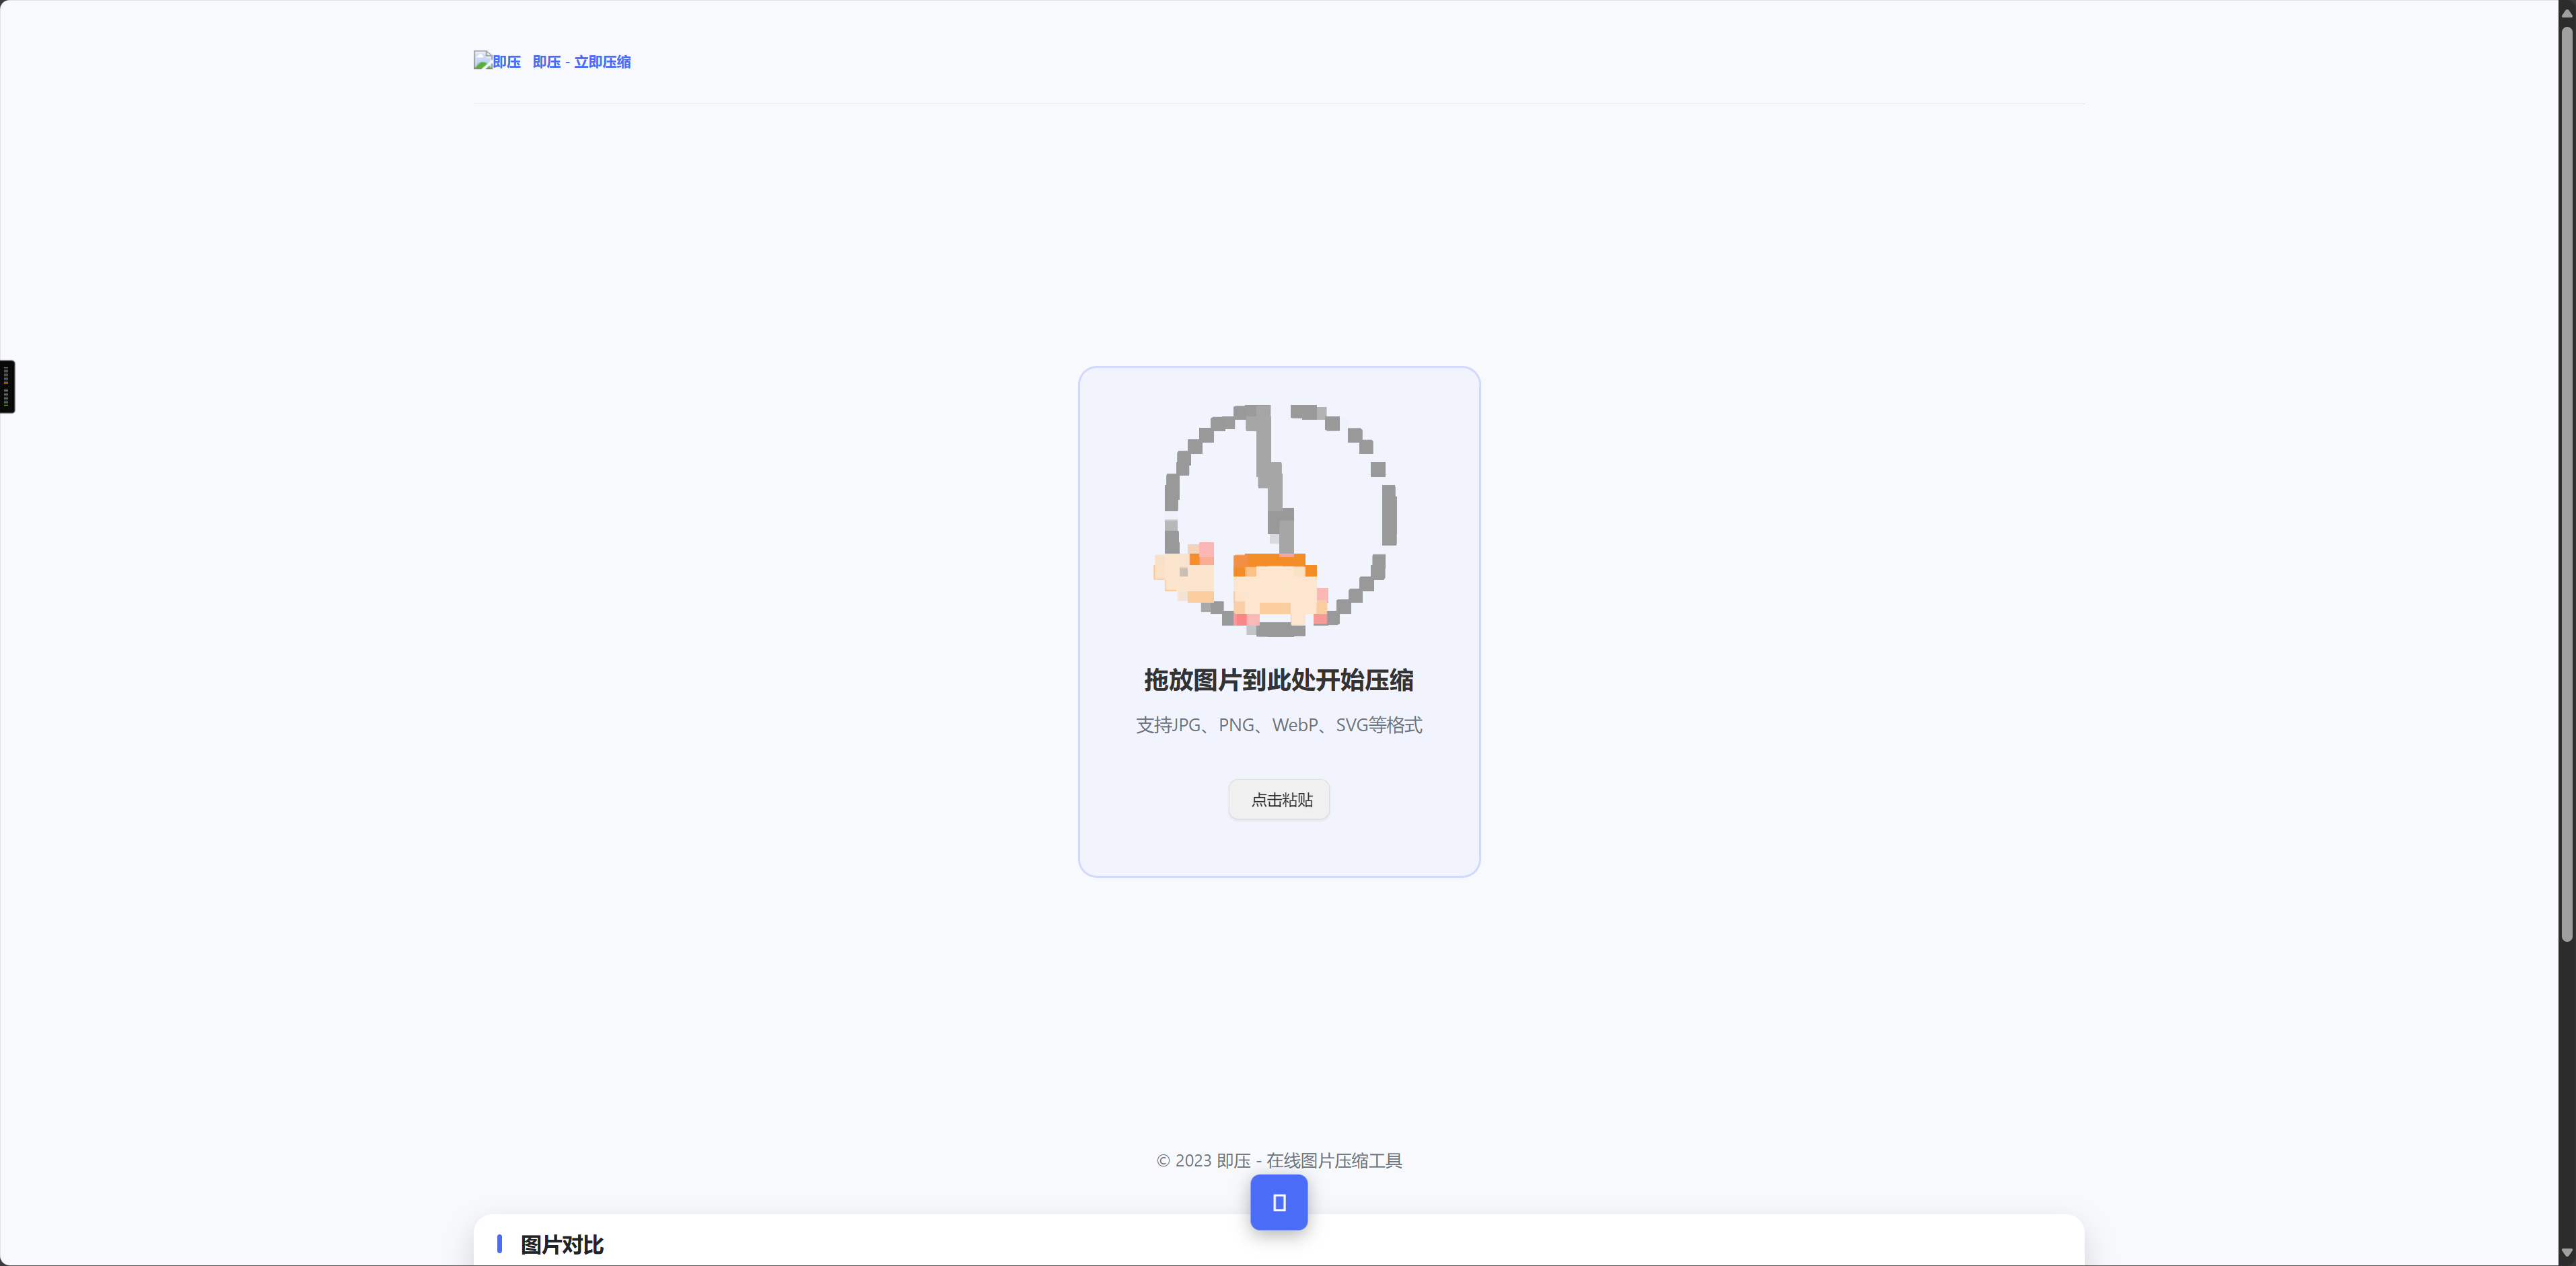 即压 即压 - 立即压缩
拖放图片到此处开始压缩
支持JPG、PNG、WebP、SVG等格式
点击粘贴
© 2023 即压 - 在线图片压缩工具
图片对比